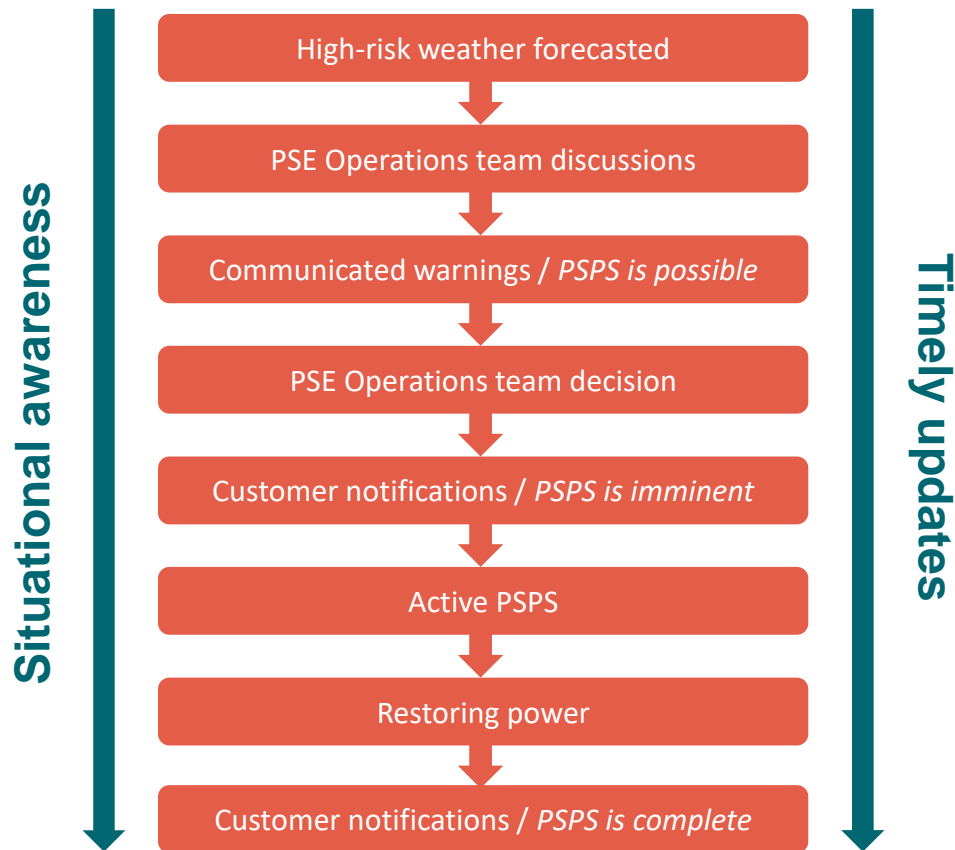 High-risk weather forecasted
PSE Operations team discussions
Communicated warnings / PSPS is possible
PSE Operations team decision
Customer notifications / PSPS is imminent
Active PSPS
Restoring power
Customer notifications / PSPS is complete
Situational awareness
Timely updates